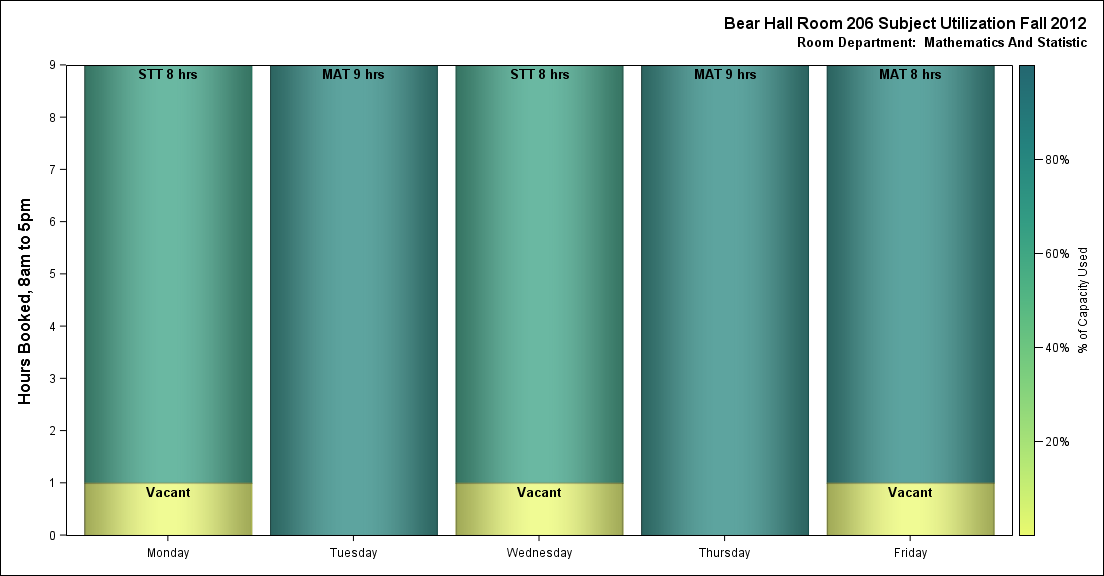 Bear Hall Room 206 Subject Utilization Fall 2012
Room Department:  Mathematics And Statistic
Hours Booked, 8am to 5pm
9
8
7
6
5
4
3
2
1
0
STT 8 hrs
MAT 9 hrs
STT 8 hrs
MAT 9 hrs
MAT 8 hrs
Vacant
Vacant
Vacant
Monday
Tuesday
Wednesday
Thursday
Friday
80%
60%
40%
20%
% of Capacity Used